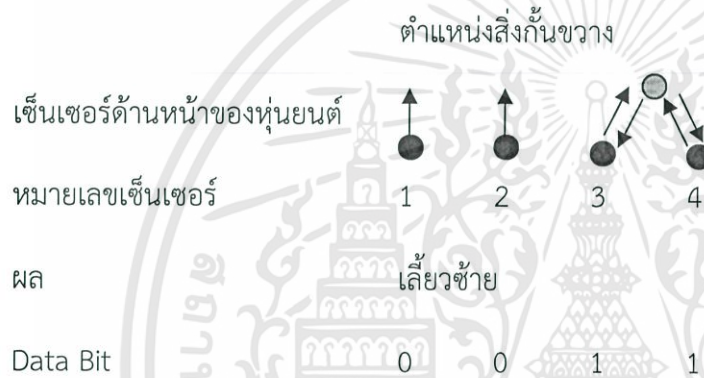 ตำแหน่งสิ่งกั้นขวาง
เซ็นเซอร์ด้านหน้าของหุ่นยนต์
หมายเลขเซ็นเซอร์ 1 2 3 4
ผล เลี้ยวซ้าย
Data Bit 0 0 1 1